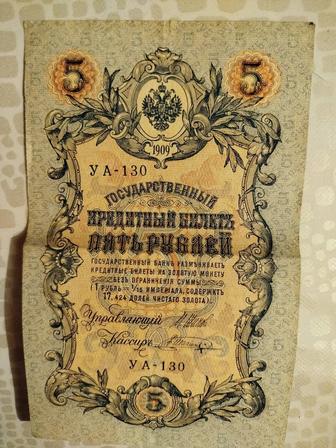 5 5
1909
УА-130
ГОСУДАРСТВЕННЫЙ
КРЕДИТНЫЙ БИЛЕТЪ
ПЯТЬ РУБЛЕЙ
ГОСУДАРСТВЕННЫЙ БАНКЪ РАЗМѢНИВАЕТЪ
КРЕДИТНЫЕ БИЛЕТЫ НА ЗОЛОТУЮ МОНЕТУ
БЕЗЪ ОГРАНИЧЕНІЯ СУММЫ
(1 РУБЛЬ = 1/15 ИМПЕРІАЛА, СОДЕРЖИТЪ
17,424 ДОЛЕЙ ЧИСТАГО ЗОЛОТА).
Управляющій
Кассиръ
УА-130
5